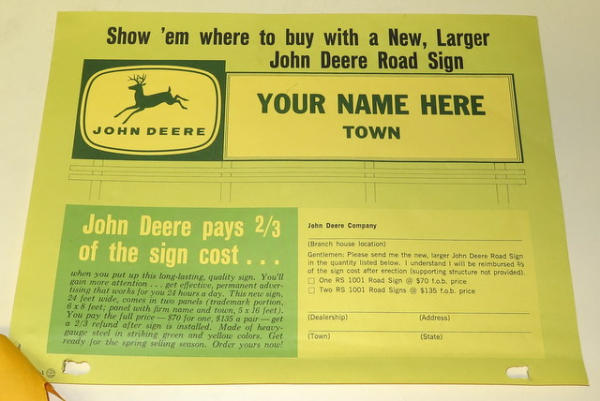 Show 'em where to buy with a New, Larger
John Deere Road Sign
JOHN DEERE
YOUR NAME HERE
TOWN
John Deere pays 2/3
of the sign cost . . .
when you put up this long-lasting, quality sign. You'll
gain more attention . . . get effective, permanent adver-
tising that works for you 24 hours a day. This new sign,
24 feet wide, comes in two panels (trademark portion,
6 x 8 feet; panel with firm name and town, 5 x 16 feet).
You pay the full price — $70 for one, $135 a pair — get
a 2/3 refund after sign is installed. Made of heavy-
gauge steel in striking green and yellow colors. Get
ready for the spring selling season. Order yours now!
John Deere Company
(Branch house location)
Gentlemen: Please send me the new, larger John Deere Road Sign
in the quantity listed below. I understand I will be reimbursed ⅔
of the sign cost after erection (supporting structure not provided).
☐ One RS 1001 Road Sign @ $70 f.o.b. price
☐ Two RS 1001 Road Signs @ $135 f.o.b. price
(Dealership) (Address)
(Town) (State)